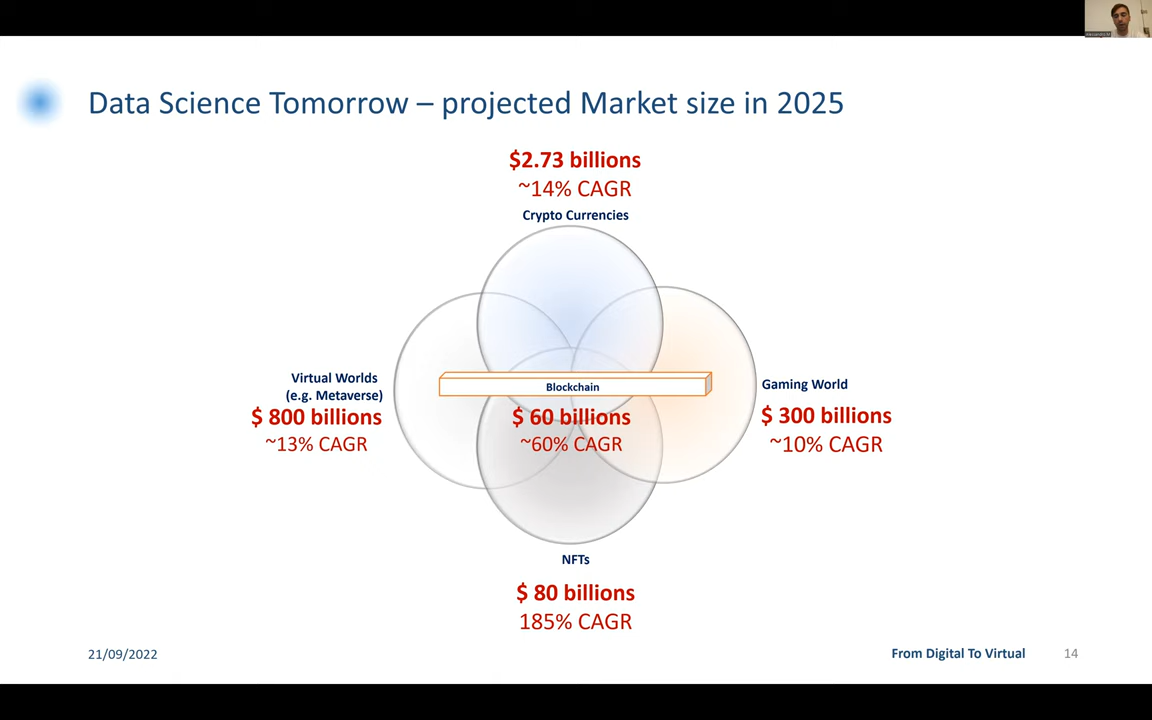 Data Science Tomorrow – projected Market size in 2025
$2.73 billions
~14% CAGR
Crypto Currencies
Virtual Worlds
(e.g. Metaverse)
$ 800 billions
~13% CAGR
Blockchain
$ 60 billions
~60% CAGR
Gaming World
$ 300 billions
~10% CAGR
NFTs
$ 80 billions
185% CAGR
21/09/2022
From Digital To Virtual
14